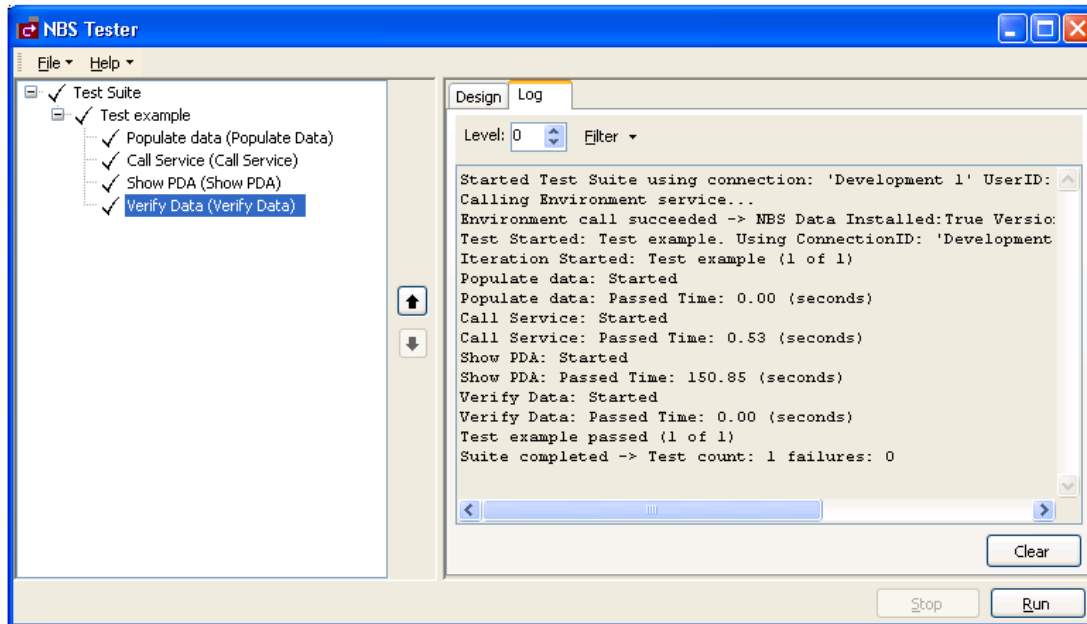 NBS Tester
File Help
Test Suite
Test example
Populate data (Populate Data)
Call Service (Call Service)
Show PDA (Show PDA)
Verify Data (Verify Data)
Design Log
Level: 0 Filter
Started Test Suite using connection: 'Development 1' UserID:
Calling Environment service...
Environment call succeeded -> NBS Data Installed:True Versio
Test Started: Test example. Using ConnectionID: 'Development
Iteration Started: Test example (1 of 1)
Populate data: Started
Populate data: Passed Time: 0.00 (seconds)
Call Service: Started
Call Service: Passed Time: 0.53 (seconds)
Show PDA: Started
Show PDA: Passed Time: 150.85 (seconds)
Verify Data: Started
Verify Data: Passed Time: 0.00 (seconds)
Test example passed (1 of 1)
Suite completed -> Test count: 1 failures: 0
Clear
Stop Run